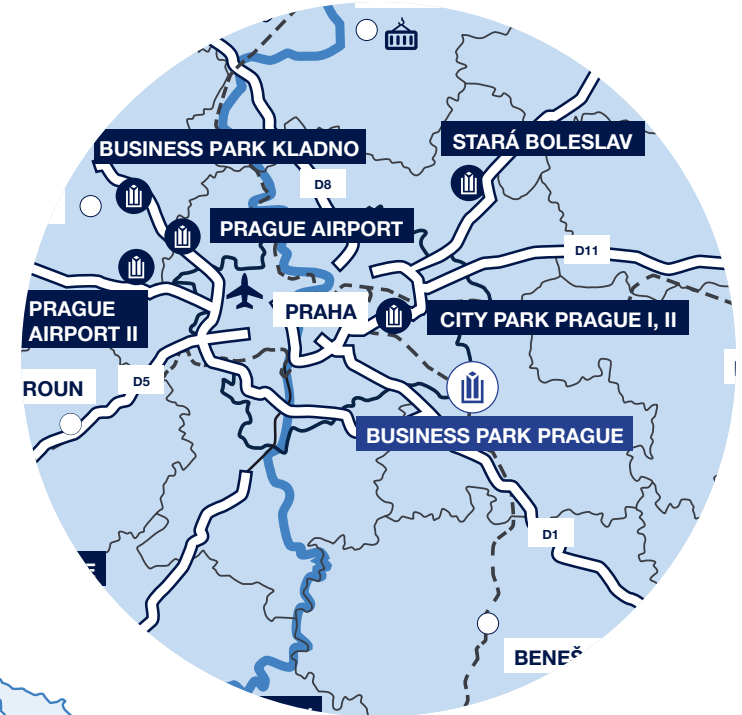 BUSINESS PARK KLADNO
STARÁ BOLESLAV
D8
PRAGUE AIRPORT
D11
PRAGUE
AIRPORT II
PRAHA
CITY PARK PRAGUE I, II
ROUN
D5
BUSINESS PARK PRAGUE
D1
E
BENEŠ